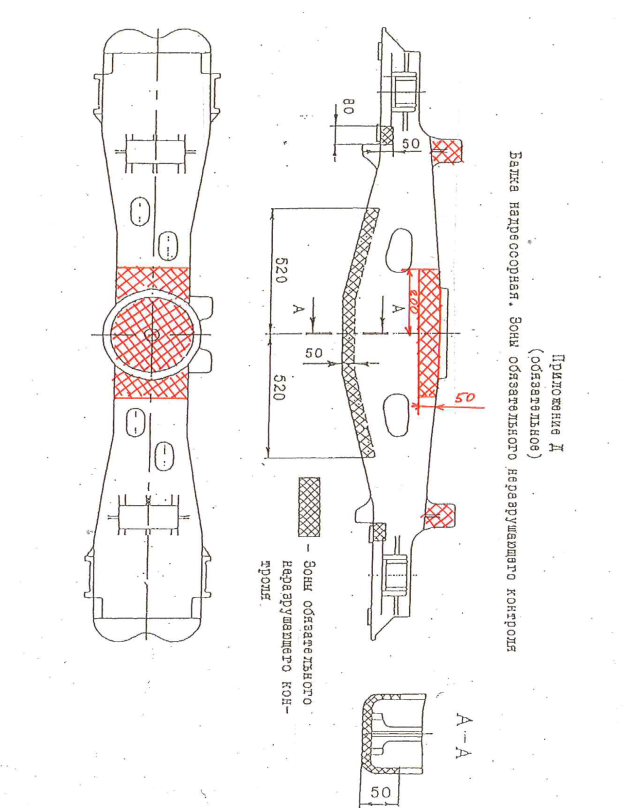 Приложение Д
(обязательное)
Балка надрессорная. Зоны обязательного неразрушающего контроля
80
50
520
520
А
А
200
50
50
- Зоны обязательного
неразрушающего кон-
троля
А-А
50